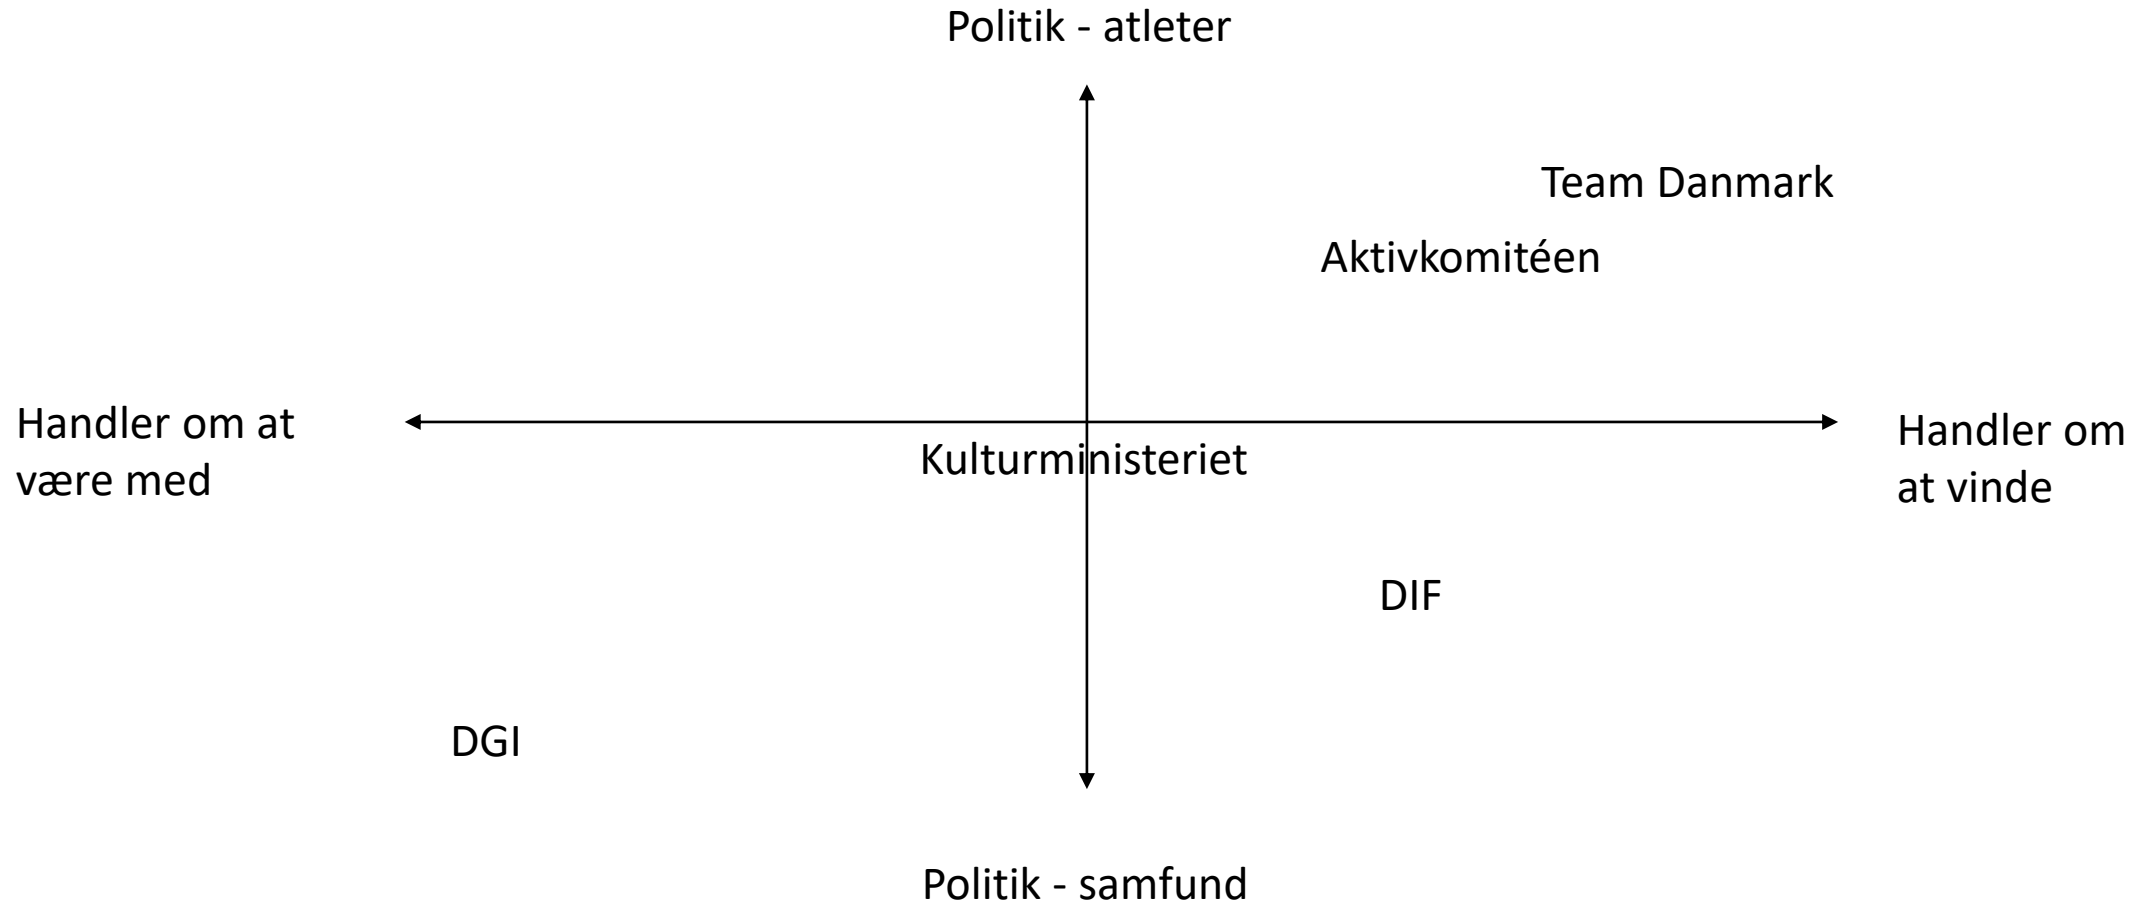 Politik - atleter
Team Danmark
Aktivkomitéen
Handler om at
være med
Handler om
at vinde
Kulturministeriet
DIF
DGI
Politik - samfund